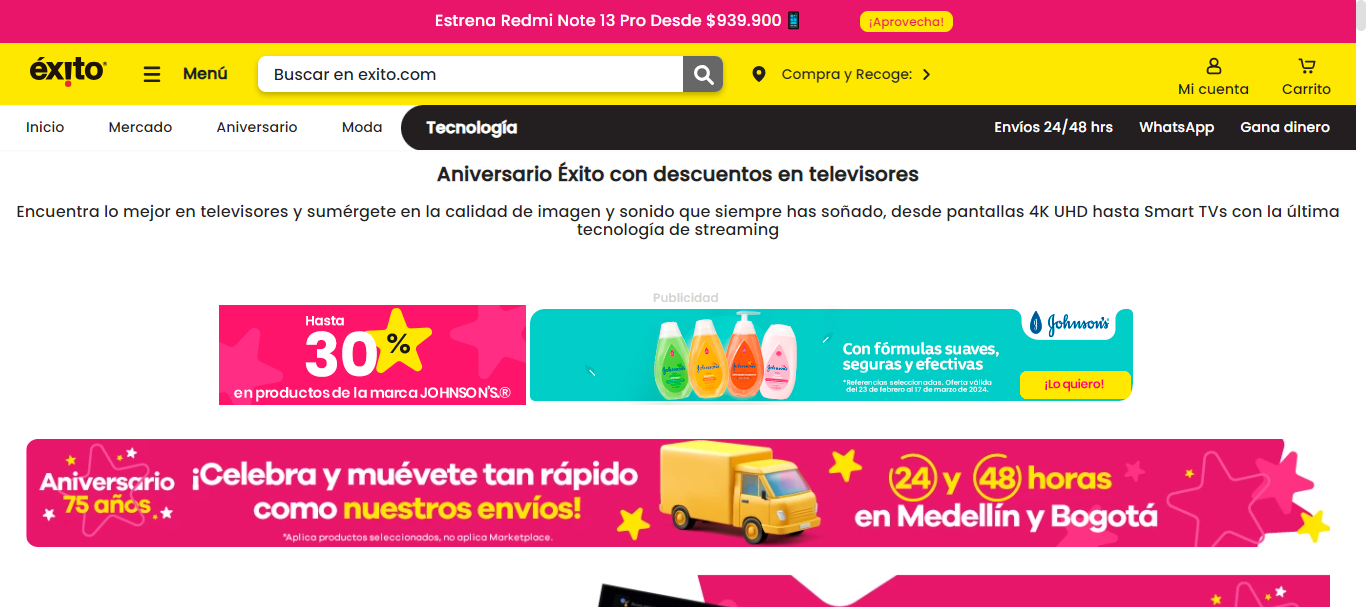 Estrena Redmi Note 13 Pro Desde $939.900
¡Aprovecha!
éxito
Menú
Buscar en exito.com
Compra y Recoge:
Mi cuenta
Carrito
Inicio
Mercado
Aniversario
Moda
Tecnología
Envíos 24/48 hrs
WhatsApp
Gana dinero
Aniversario Éxito con descuentos en televisores
Encuentra lo mejor en televisores y sumérgete en la calidad de imagen y sonido que siempre has soñado, desde pantallas 4K UHD hasta Smart TVs con la última
tecnología de streaming
Publicidad
Hasta
30%
en productos de la marca JOHNSON'S.®
Johnson's
Con fórmulas suaves,
seguras y efectivas
*Referencias seleccionadas. Oferta válida
del 23 de febrero al 17 de marzo de 2024.
¡Lo quiero!
Aniversario
75 años.
¡Celebra y muévete tan rápido
como nuestros envíos!
*Aplica productos seleccionados, no aplica Marketplace.
24 y 48 horas
en Medellín y Bogotá